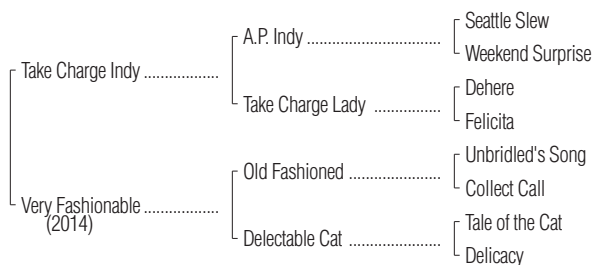 Seattle Slew
A.P. Indy ................................
Weekend Surprise
Take Charge Indy ..................
Dehere
Take Charge Lady ................
Felicita
Unbridled's Song
Old Fashioned ......................
Collect Call
Very Fashionable ..................
(2014)
Tale of the Cat
Delectable Cat ......................
Delicacy